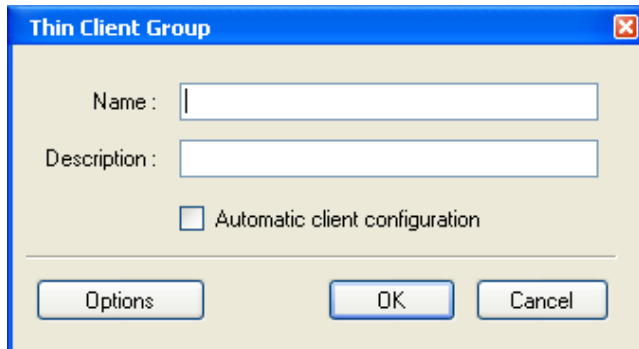 Thin Client Group
Name :
Description :
Automatic client configuration
Options OK Cancel